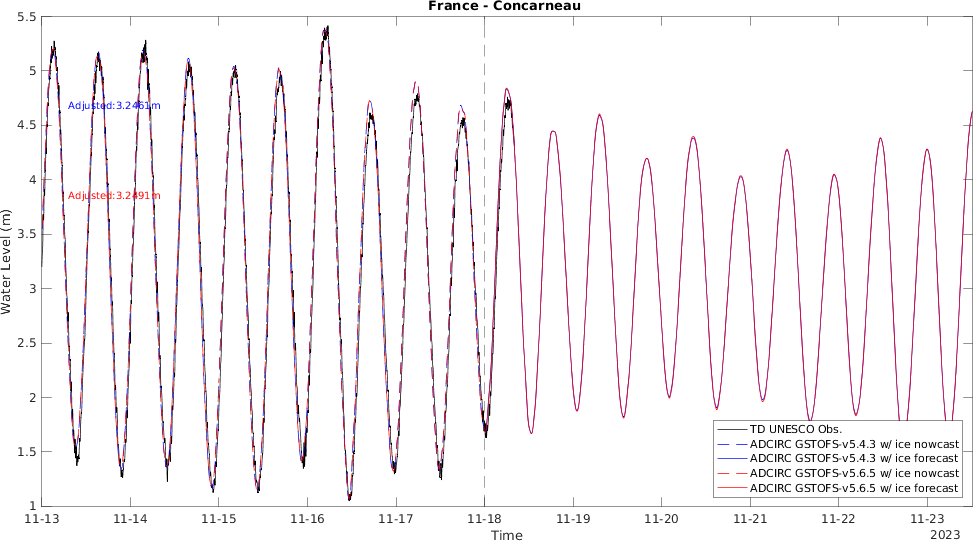 France - Concarneau
5.5
5
4.5
4
3.5
3
2.5
2
1.5
1
Water Level (m)
Adjusted:3.2461m
Adjusted:3.2491m
TD UNESCO Obs.
ADCIRC GSTOFS-v5.4.3 w/ ice nowcast
ADCIRC GSTOFS-v5.4.3 w/ ice forecast
ADCIRC GSTOFS-v5.6.5 w/ ice nowcast
ADCIRC GSTOFS-v5.6.5 w/ ice forecast
11-13 11-14 11-15 11-16 11-17 11-18 11-19 11-20 11-21 11-22 11-23
Time
2023